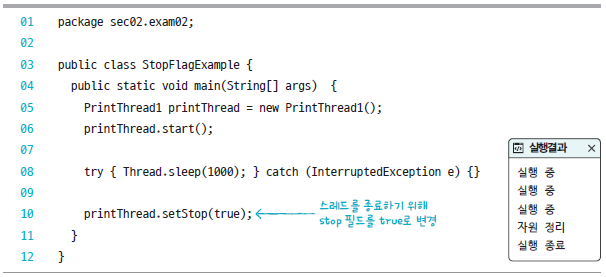 01 package sec02.exam02;
02
03 public class StopFlagExample {
04 public static void main(String[] args) {
05 PrintThread1 printThread = new PrintThread1();
06 printThread.start();
07
08 try { Thread.sleep(1000); } catch (InterruptedException e) {}
09
10 printThread.setStop(true);
스레드를 종료하기 위해
stop 필드를 true로 변경
11 }
12 }
실행결과
실행 중
실행 중
실행 중
자원 정리
실행 종료